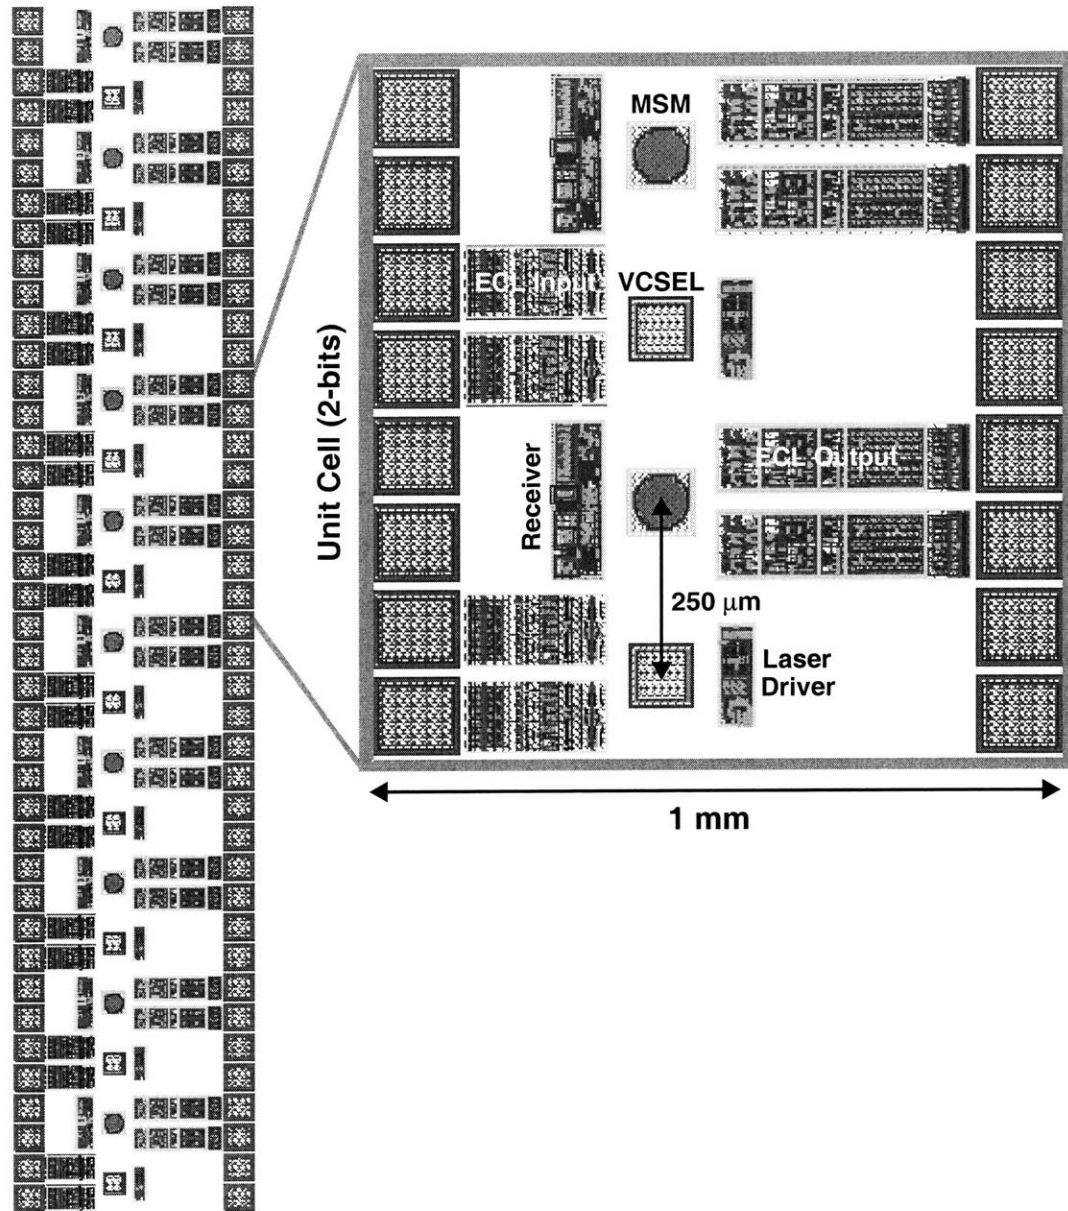 MSM
ECL Input
VCSEL
Unit Cell (2-bits)
Receiver
ECL Output
250 µm
Laser
Driver
1 mm